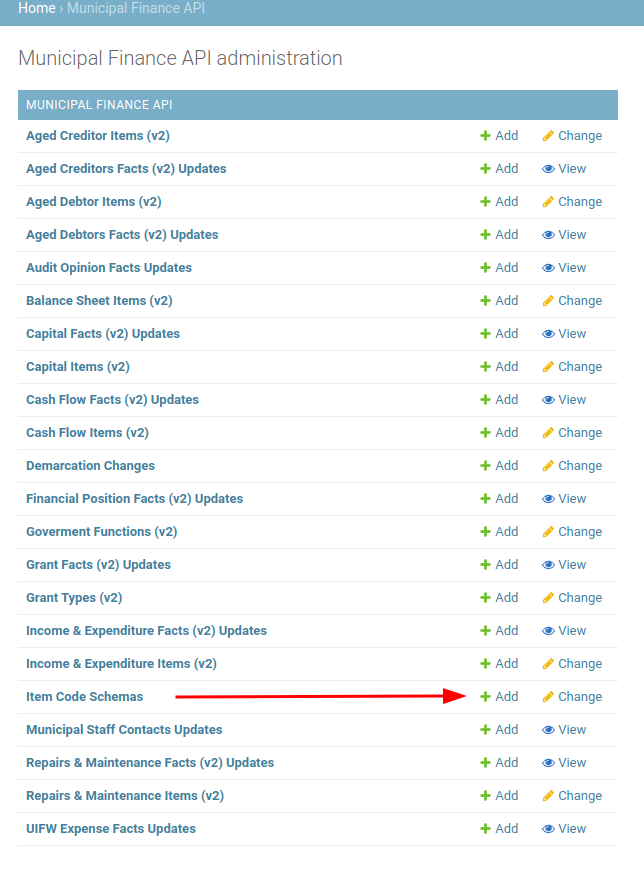 Home › Municipal Finance API
Municipal Finance API administration
MUNICIPAL FINANCE API
Aged Creditor Items (v2) Add Change
Aged Creditors Facts (v2) Updates Add View
Aged Debtor Items (v2) Add Change
Aged Debtors Facts (v2) Updates Add View
Audit Opinion Facts Updates Add View
Balance Sheet Items (v2) Add Change
Capital Facts (v2) Updates Add View
Capital Items (v2) Add Change
Cash Flow Facts (v2) Updates Add View
Cash Flow Items (v2) Add Change
Demarcation Changes Add Change
Financial Position Facts (v2) Updates Add View
Goverment Functions (v2) Add Change
Grant Facts (v2) Updates Add View
Grant Types (v2) Add Change
Income & Expenditure Facts (v2) Updates Add View
Income & Expenditure Items (v2) Add Change
Item Code Schemas Add Change
Municipal Staff Contacts Updates Add View
Repairs & Maintenance Facts (v2) Updates Add View
Repairs & Maintenance Items (v2) Add Change
UIFW Expense Facts Updates Add View